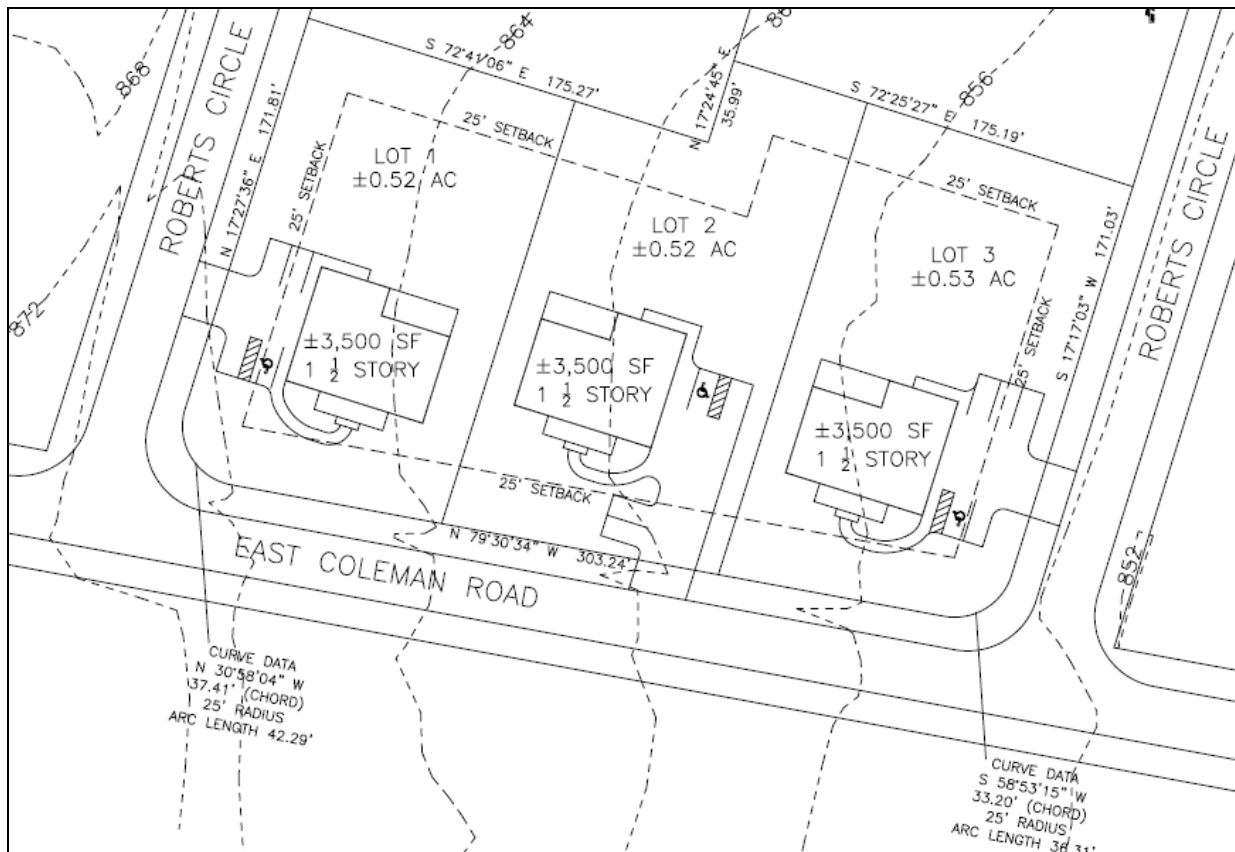 868
ROBERTS CIRCLE
864
S 72°41'06" E 175.27'
N 17°24'45" E
35.99'
856
S 72°25'27" E 175.19'
N 17°27'36" E 171.81'
25' SETBACK
25' SETBACK
LOT 1
±0.52 AC
LOT 2
±0.52 AC
25' SETBACK
LOT 3
±0.53 AC
S 17°17'03" W 171.03'
ROBERTS CIRCLE
872
±3,500 SF
1 1/2 STORY
±3,500 SF
1 1/2 STORY
25' SETBACK
±3,500 SF
1 1/2 STORY
25' SETBACK
N 79°30'34" W 303.24'
EAST COLEMAN ROAD
852
CURVE DATA
N 30°58'04" W
37.41' (CHORD)
25' RADIUS
ARC LENGTH 42.29'
CURVE DATA
S 58°53'15" W
33.20' (CHORD)
25' RADIUS
ARC LENGTH 36.31'